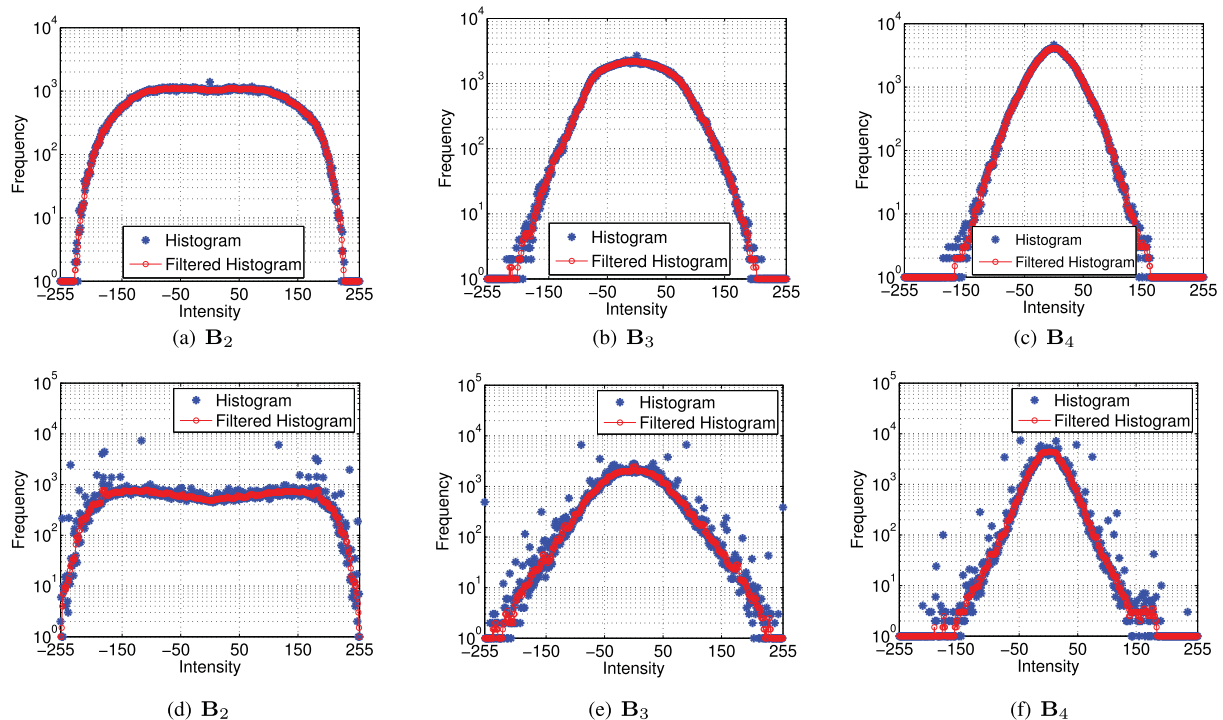 10^4
10^3
10^2
10^1
10^0
Frequency
Histogram
Filtered Histogram
−255 −150 −50 50 150 255
Intensity
(a) B_2
10^4
10^3
10^2
10^1
10^0
Frequency
Histogram
Filtered Histogram
−255 −150 −50 50 150 255
Intensity
(b) B_3
10^4
10^3
10^2
10^1
10^0
Frequency
Histogram
Filtered Histogram
−255 −150 −50 50 150 255
Intensity
(c) B_4
10^5
10^4
10^3
10^2
10^1
10^0
Frequency
Histogram
Filtered Histogram
−255 −150 −50 50 150 255
Intensity
(d) B_2
10^5
10^4
10^3
10^2
10^1
10^0
Frequency
Histogram
Filtered Histogram
−255 −150 −50 50 150 255
Intensity
(e) B_3
10^5
10^4
10^3
10^2
10^1
10^0
Frequency
Histogram
Filtered Histogram
−255 −150 −50 50 150 255
Intensity
(f) B_4